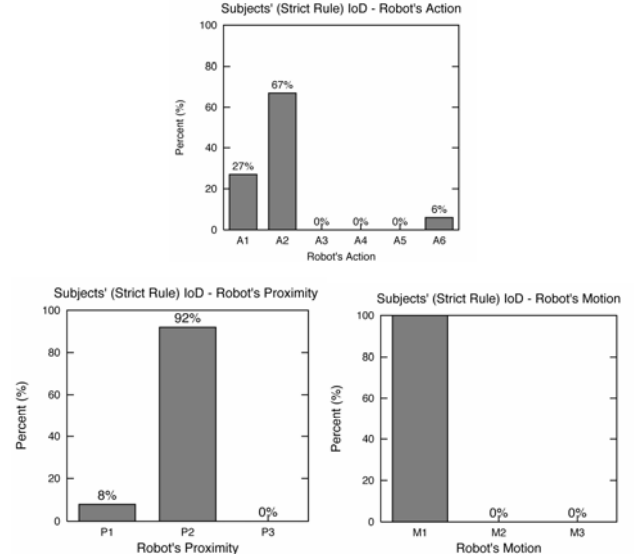 Subjects' (Strict Rule) IoD - Robot's Action
100
80
60
40
20
0
Percent (%)
27%
67%
0%
0%
0%
6%
A1 A2 A3 A4 A5 A6
Robot's Action
Subjects' (Strict Rule) IoD - Robot's Proximity
100
80
60
40
20
0
Percent (%)
8%
92%
0%
P1 P2 P3
Robot's Proximity
Subjects' (Strict Rule) IoD - Robot's Motion
100
80
60
40
20
0
Percent (%)
0%
0%
M1 M2 M3
Robot's Motion